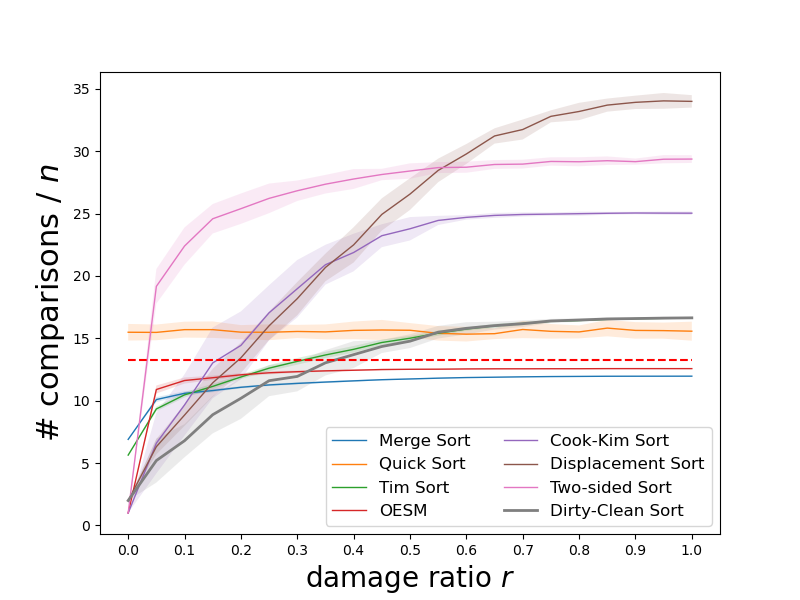 35
30
25
20
15
10
5
0
# comparisons / n
0.0 0.1 0.2 0.3 0.4 0.5 0.6 0.7 0.8 0.9 1.0
damage ratio r
Merge Sort
Quick Sort
Tim Sort
OESM
Cook-Kim Sort
Displacement Sort
Two-sided Sort
Dirty-Clean Sort